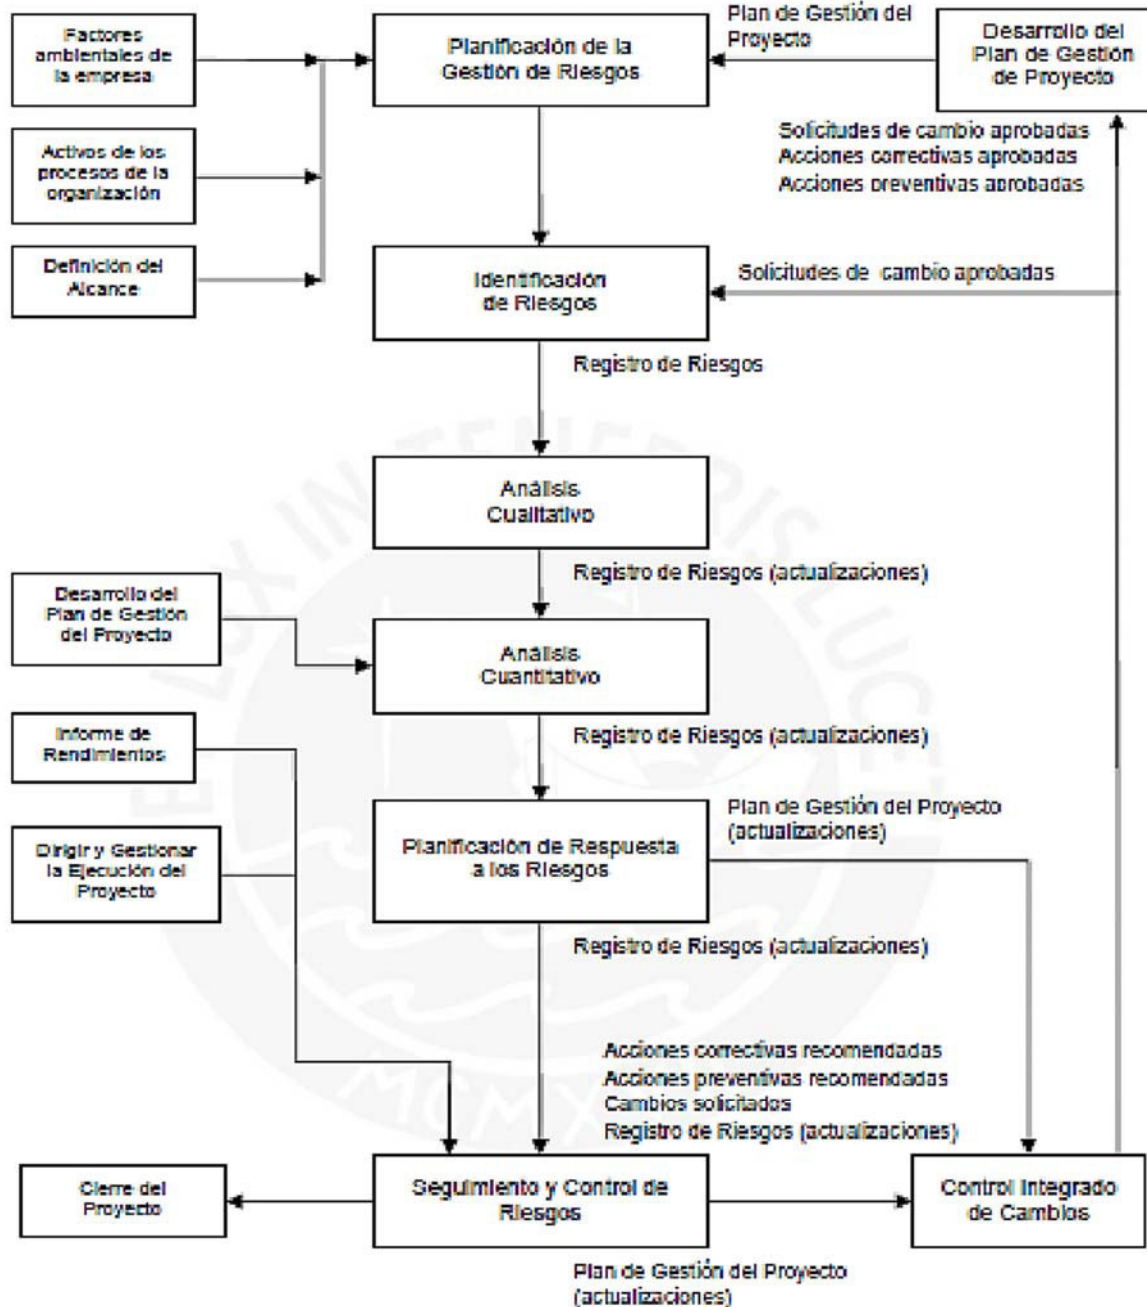 Factores
ambientales de
la empresa
Planificación de la
Gestión de Riesgos
Plan de Gestión del
Proyecto
Desarrollo del
Plan de Gestión
de Proyecto
Activos de los
procesos de la
organización
Solicitudes de cambio aprobadas
Acciones correctivas aprobadas
Acciones preventivas aprobadas
Definición del
Alcance
Identificación
de Riesgos
Solicitudes de cambio aprobadas
Registro de Riesgos
Análisis
Cualitativo
Registro de Riesgos (actualizaciones)
Desarrollo del
Plan de Gestión
del Proyecto
Análisis
Cuantitativo
Registro de Riesgos (actualizaciones)
Informe de
Rendimientos
Planificación de Respuesta
a los Riesgos
Plan de Gestión del Proyecto
(actualizaciones)
Dirigir y Gestionar
la Ejecución del
Proyecto
Registro de Riesgos (actualizaciones)
Acciones correctivas recomendadas
Acciones preventivas recomendadas
Cambios solicitados
Registro de Riesgos (actualizaciones)
Cierre del
Proyecto
Seguimiento y Control de
Riesgos
Control Integrado
de Cambios
Plan de Gestión del Proyecto
(actualizaciones)
ET LUX IN TENEBRIS LUCET
MCMX